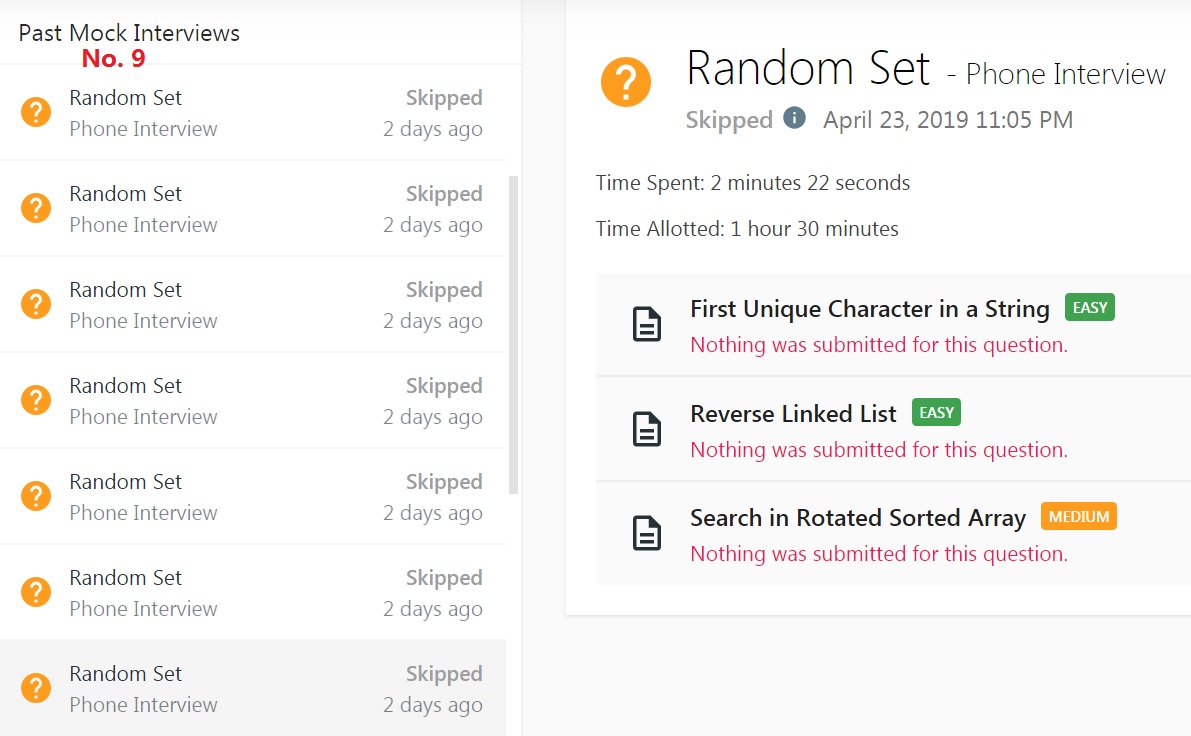 Past Mock Interviews
No. 9
Random Set Skipped
Phone Interview 2 days ago
Random Set Skipped
Phone Interview 2 days ago
Random Set Skipped
Phone Interview 2 days ago
Random Set Skipped
Phone Interview 2 days ago
Random Set Skipped
Phone Interview 2 days ago
Random Set Skipped
Phone Interview 2 days ago
Random Set Skipped
Phone Interview 2 days ago
Random Set - Phone Interview
Skipped April 23, 2019 11:05 PM
Time Spent: 2 minutes 22 seconds
Time Allotted: 1 hour 30 minutes
First Unique Character in a String EASY
Nothing was submitted for this question.
Reverse Linked List EASY
Nothing was submitted for this question.
Search in Rotated Sorted Array MEDIUM
Nothing was submitted for this question.